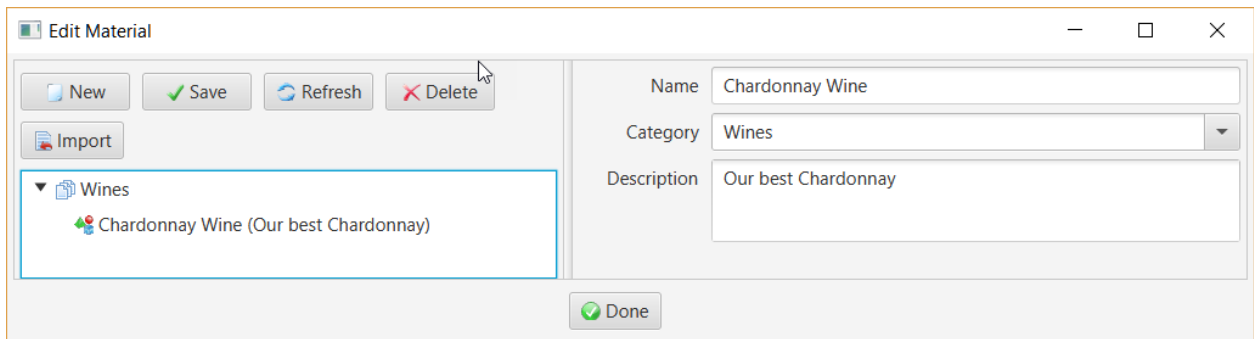 Edit Material
New Save Refresh Delete
Import
Wines
Chardonnay Wine (Our best Chardonnay)
Name Chardonnay Wine
Category Wines
Description Our best Chardonnay
Done